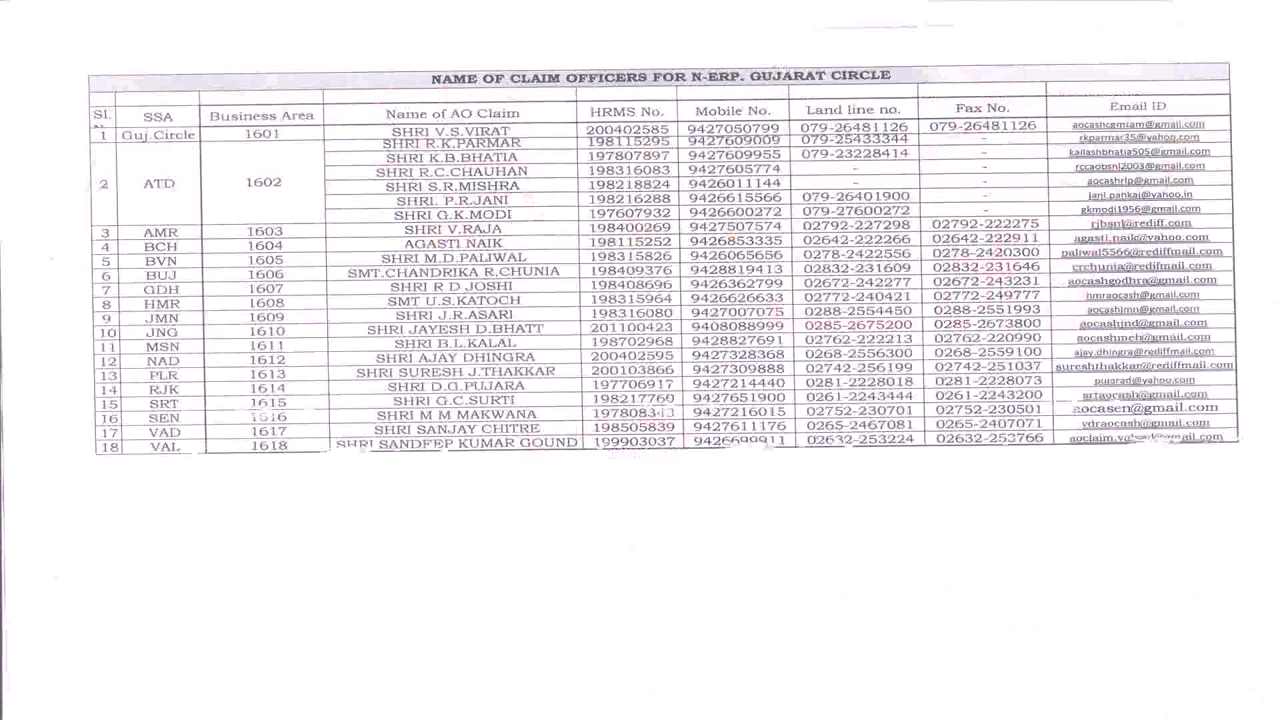 NAME OF CLAIM OFFICERS FOR N-ERP. GUJARAT CIRCLE
Sl. SSA Business Area Name of AO Claim HRMS No. Mobile No. Land line no. Fax No. Email ID
1 Guj.Circle 1601 SHRI V.S.VIRAT 200402585 9427050799 079-26481126 079-26481126
2 ATD 1602 SHRI R.K.PARMAR 198115295 9427609009 079-25433344 - rkparmar35@yahoo.com
SHRI K.B.BHATIA 197807897 9427609955 079-23228414 - kailashbhatia505@gmail.com
SHRI R.C.CHAUHAN 198316083 9427605774 - - rccaobsnl2003@gmail.com
SHRI S.R.MISHRA 198218824 9426011144 - - aocashrlp@gmail.com
SHRI. P.R.JANI 198216288 9426615566 079-26401900 - jani.pankaj@yahoo.in
SHRI G.K.MODI 197607932 9426600272 079-27600272 - gkmodi1956@gmail.com
3 AMR 1603 SHRI V.RAJA 198400269 9427507574 02792-227298 02792-222275 rjbsnl@rediff.com
4 BCH 1604 AGASTI NAIK 198115252 9426853335 02642-222266 02642-222911 agasti.naik@yahoo.com
5 BVN 1605 SHRI M.D.PALIWAL 198315826 9426065656 0278-2422556 0278-2420300 paliwal5566@rediffmail.com
6 BUJ 1606 SMT.CHANDRIKA R.CHUNIA 198409376 9428819413 02832-231609 02832-231646 crchunia@redifmail.com
7 GDH 1607 SHRI R D JOSHI 198408696 9426362799 02672-242277 02672-243231 aocashgodhra@gmail.com
8 HMR 1608 SMT U.S.KATOCH 198315964 9426626633 02772-240421 02772-249777 hmraocash@gmail.com
9 JMN 1609 SHRI J.R.ASARI 198316080 9427007075 0288-2554450 0288-2551993 aocashjmn@gmail.com
10 JNG 1610 SHRI JAYESH D.BHATT 201100423 9408088999 0285-2675200 0285-2673800 aocashjnd@gmail.com
11 MSN 1611 SHRI B.L.KALAL 198702968 9428827691 02762-222213 02762-220990 aocashmeh@gmail.com
12 NAD 1612 SHRI AJAY DHINGRA 200402595 9427328368 0268-2556300 0268-2559100 ajay.dhingra@rediffmail.com
13 PLR 1613 SHRI SURESH J.THAKKAR 200103866 9427309888 02742-256199 02742-251037 sureshthakkar@rediffmail.com
14 RJK 1614 SHRI D.G.PUJARA 197706917 9427214440 0281-2228018 0281-2228073 pujarad@yahoo.com
15 SRT 1615 SHRI G.C.SURTI 198217760 9427651900 0261-2243444 0261-2243200 srtaocash@gmail.com
16 SEN 1616 SHRI M M MAKWANA 9427216015 02752-230701 02752-230501 aocasen@gmail.com
17 VAD 1617 SHRI SANJAY CHITRE 198505839 9427611176 0265-2467081 0265-2407071 vdraocash@gmail.com
18 VAL 1618 SHRI SANDEEP KUMAR GOUND 199903037 9426699911 02632-253224 02632-253766